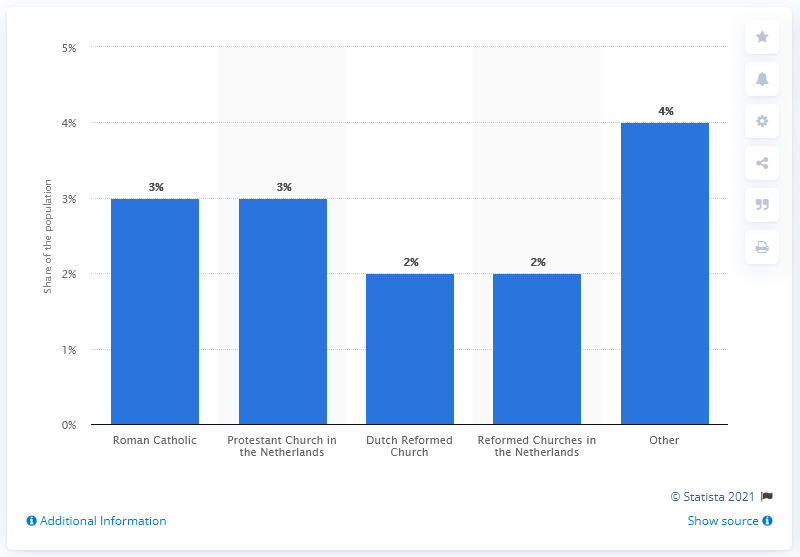 5%
4%
3%
2%
1%
0%
Share of the population
3%
3%
2%
2%
4%
Roman Catholic
Protestant Church in
the Netherlands
Dutch Reformed
Church
Reformed Churches in
the Netherlands
Other
© Statista 2021
Additional Information
Show source